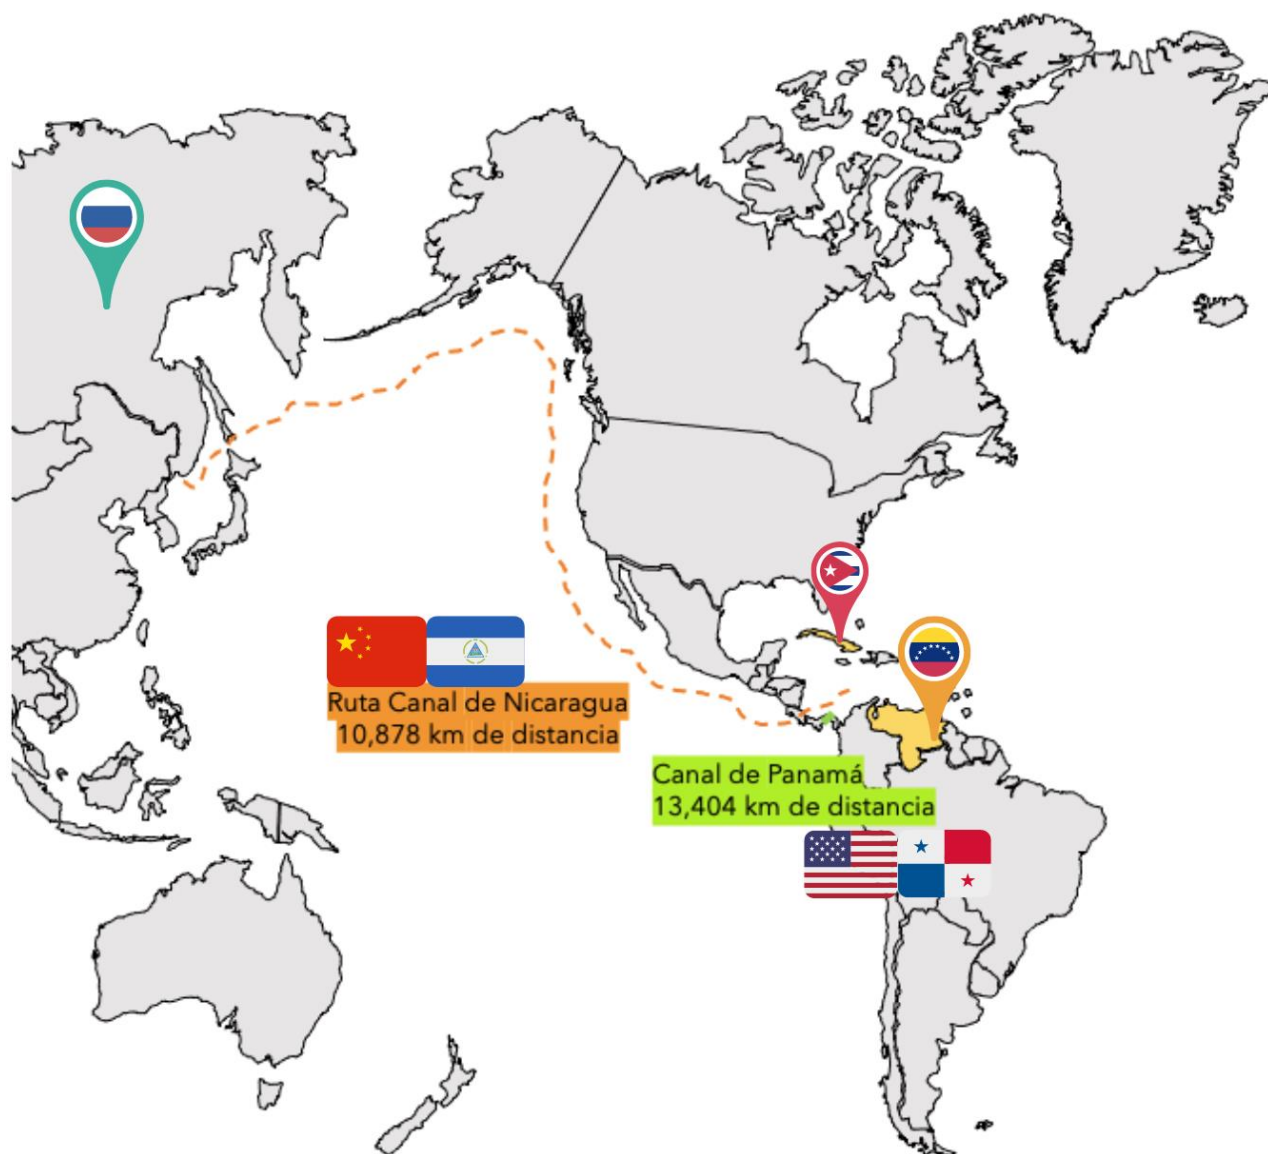 Ruta Canal de Nicaragua
10,878 km de distancia
Canal de Panamá
13,404 km de distancia